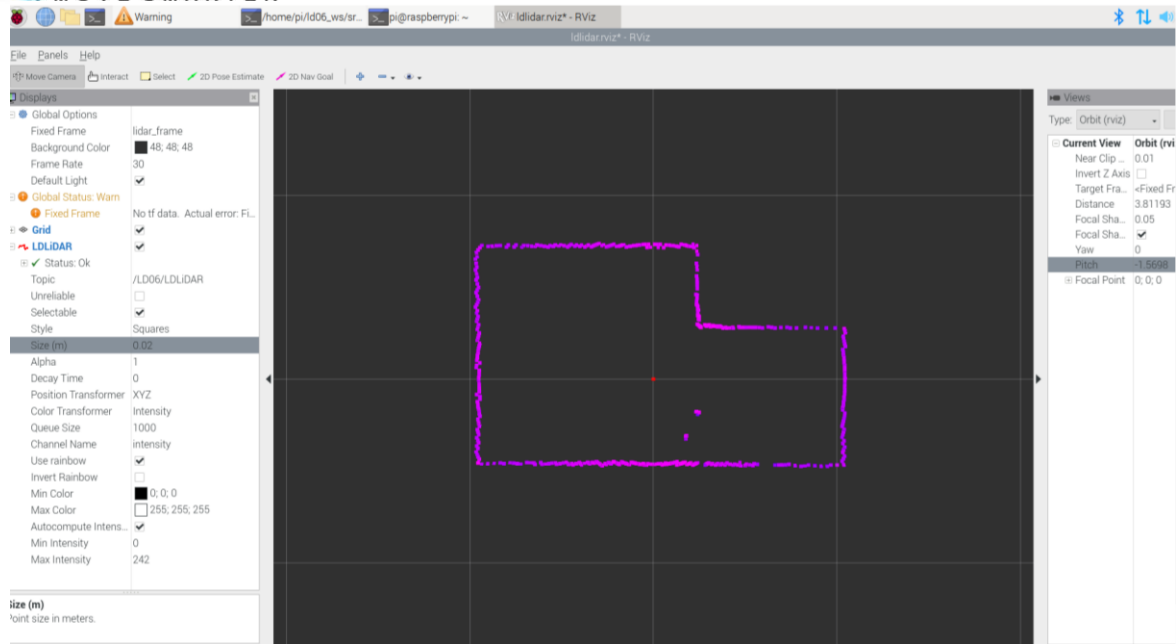 Warning
/home/pi/ld06_ws/sr...
pi@raspberrypi: ~
ldlidar.rviz* - RViz
ldlidar.rviz* - RViz
File Panels Help
Move Camera Interact Select 2D Pose Estimate 2D Nav Goal
Displays
Global Options
Fixed Frame lidar_frame
Background Color 48; 48; 48
Frame Rate 30
Default Light
Global Status: Warn
Fixed Frame No tf data. Actual error: Fi...
Grid
LDLiDAR
Status: Ok
Topic /LD06/LDLiDAR
Unreliable
Selectable
Style Squares
Size (m) 0.02
Alpha 1
Decay Time 0
Position Transformer XYZ
Color Transformer Intensity
Queue Size 1000
Channel Name intensity
Use rainbow
Invert Rainbow
Min Color 0; 0; 0
Max Color 255; 255; 255
Autocompute Intens...
Min Intensity 0
Max Intensity 242
Size (m)
Point size in meters.
Views
Type: Orbit (rviz)
Current View Orbit (rvi
Near Clip ... 0.01
Invert Z Axis
Target Fra... <Fixed Fr
Distance 3.81193
Focal Sha... 0.05
Focal Sha...
Yaw 0
Pitch -1.5698
Focal Point 0; 0; 0